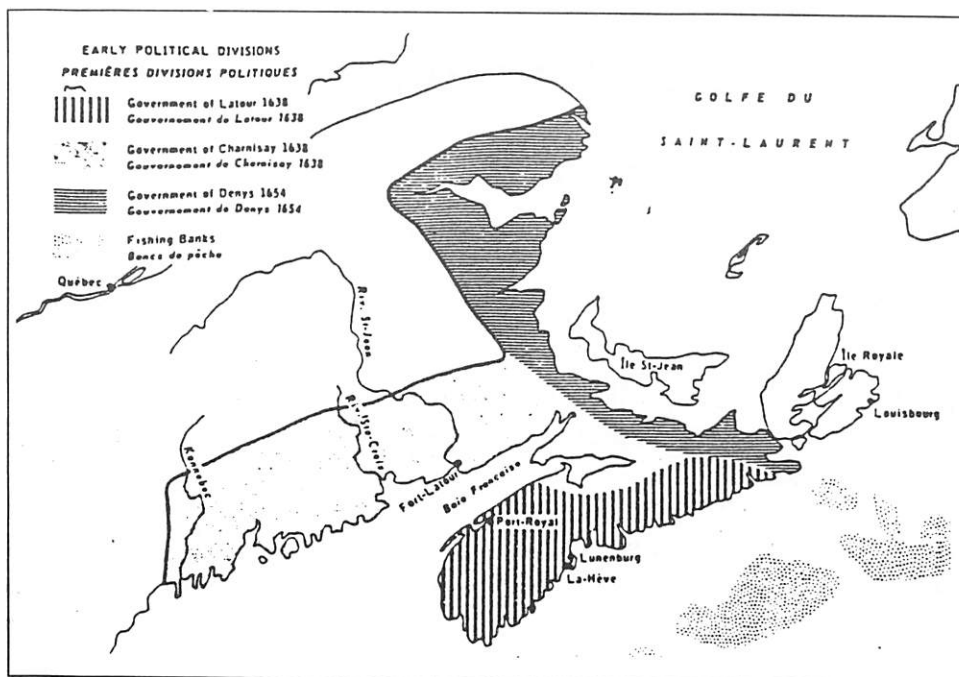 EARLY POLITICAL DIVISIONS
PREMIÈRES DIVISIONS POLITIQUES
Government of Latour 1638
Gouvernement de Latour 1638
Government of Charnisay 1638
Gouvernement de Charnisay 1638
Government of Denys 1654
Gouvernement de Denys 1654
Fishing Banks
Bancs de pêche
GOLFE DU
SAINT-LAURENT
Québec
Riv. St-Jean
Île St-Jean
Île Royale
Louisbourg
Riv. Ste-Croix
Kennebec
Fort-Latour
Baie Françoise
Port-Royal
Lunenburg
La-Hève